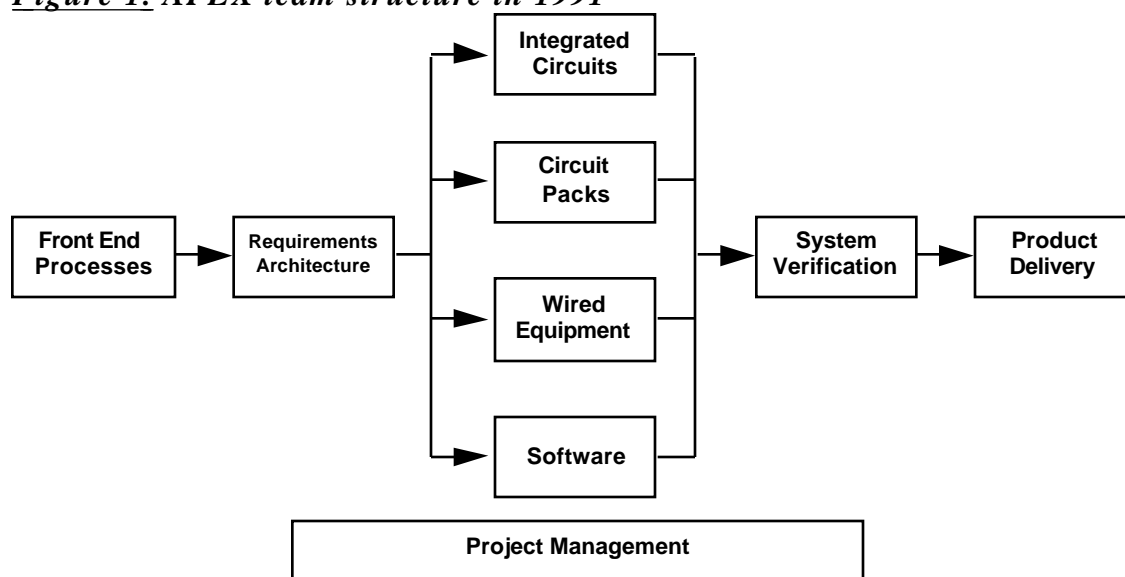 Figure 1: APEX team structure in 1991
Integrated
Circuits
Circuit
Packs
Front End
Processes
Requirements
Architecture
System
Verification
Product
Delivery
Wired
Equipment
Software
Project Management